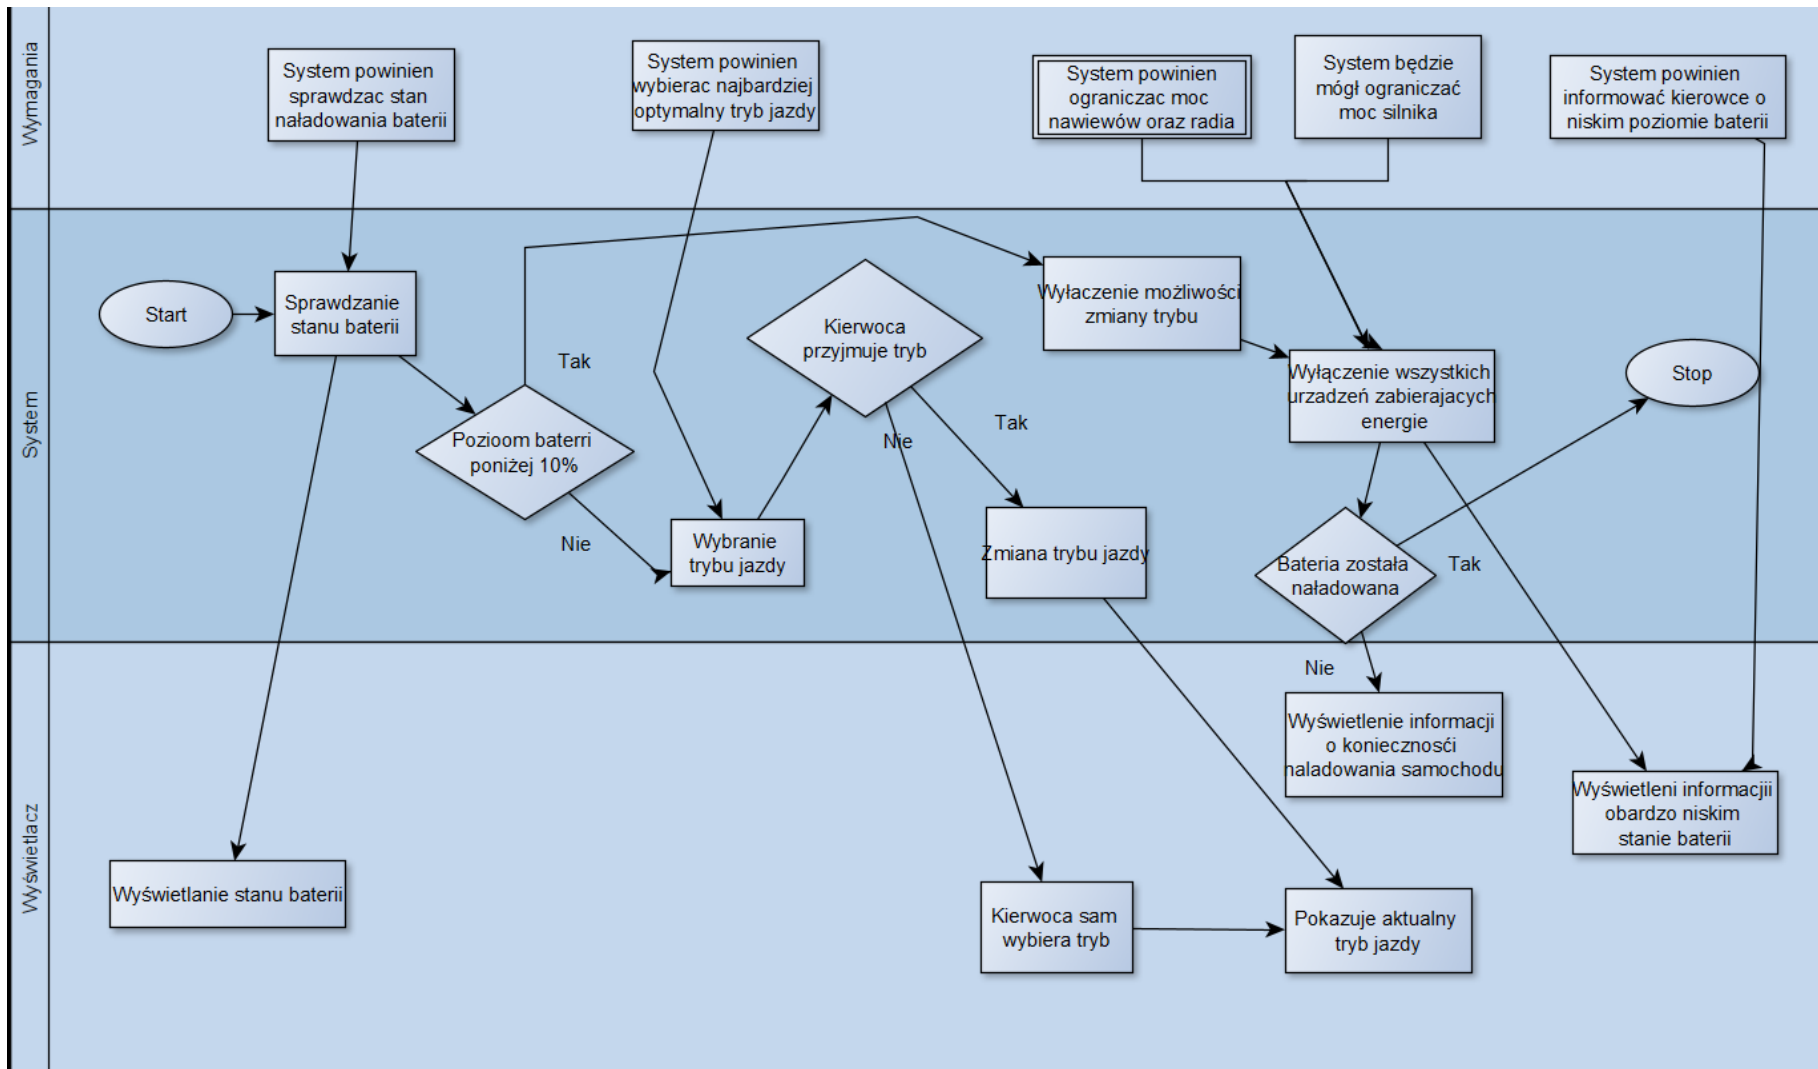 Wymagania
System powinien
sprawdzac stan
naładowania baterii
System powinien
wybierac najbardziej
optymalny tryb jazdy
System powinien
ograniczac moc
nawiewów oraz radia
System będzie
mógł ograniczać
moc silnika
System powinien
informować kierowce o
niskim poziomie baterii
System
Start
Sprawdzanie
stanu baterii
Pozioom baterri
poniżej 10%
Tak
Nie
Wybranie
trybu jazdy
Kierwoca
przyjmuje tryb
Nie
Tak
Zmiana trybu jazdy
Wyłaczenie możliwości
zmiany trybu
Wyłączenie wszystkich
urzadzeń zabierajacych
energie
Stop
Bateria została
naładowana
Tak
Nie
Wyświetlacz
Wyświetlanie stanu baterii
Kierwoca sam
wybiera tryb
Pokazuje aktualny
tryb jazdy
Wyświetlenie informacji
o koniecznosći
naladowania samochodu
Wyświetleni informacjii
obardzo niskim
stanie baterii